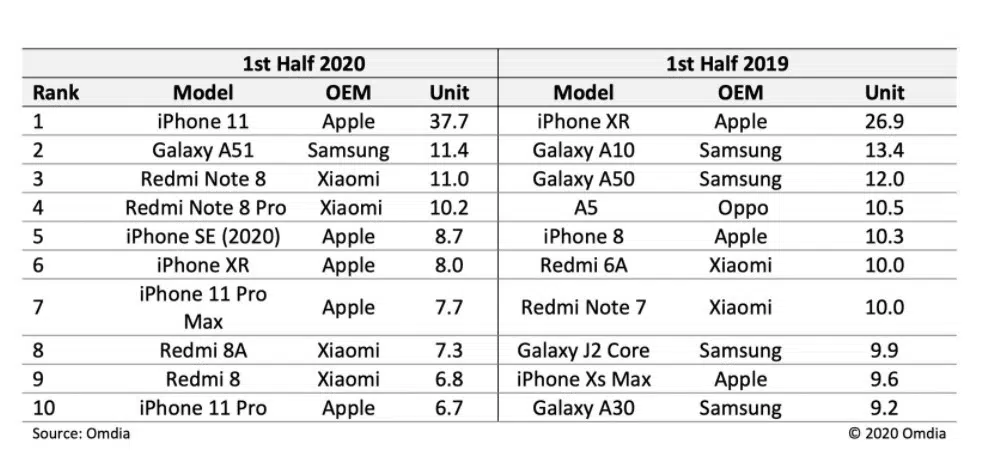 1st Half 2020 1st Half 2019
Rank Model OEM Unit Model OEM Unit
1 iPhone 11 Apple 37.7 iPhone XR Apple 26.9
2 Galaxy A51 Samsung 11.4 Galaxy A10 Samsung 13.4
3 Redmi Note 8 Xiaomi 11.0 Galaxy A50 Samsung 12.0
4 Redmi Note 8 Pro Xiaomi 10.2 A5 Oppo 10.5
5 iPhone SE (2020) Apple 8.7 iPhone 8 Apple 10.3
6 iPhone XR Apple 8.0 Redmi 6A Xiaomi 10.0
7 iPhone 11 Pro Max Apple 7.7 Redmi Note 7 Xiaomi 10.0
8 Redmi 8A Xiaomi 7.3 Galaxy J2 Core Samsung 9.9
9 Redmi 8 Xiaomi 6.8 iPhone Xs Max Apple 9.6
10 iPhone 11 Pro Apple 6.7 Galaxy A30 Samsung 9.2
Source: Omdia © 2020 Omdia